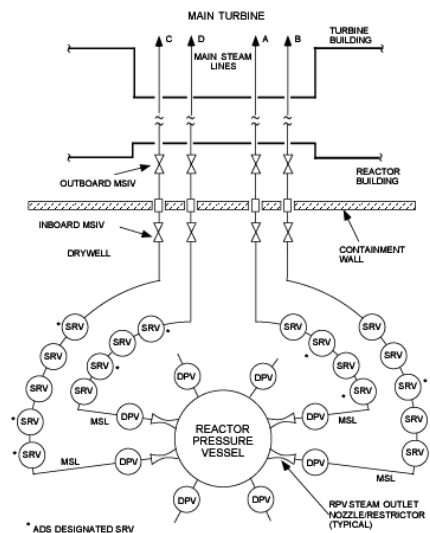 MAIN TURBINE
TURBINE
BUILDING
C
D
A
B
MAIN STEAM
LINES
OUTBOARD MSIV
REACTOR
BUILDING
INBOARD MSIV
DRYWELL
CONTAINMENT
WALL
* SRV
SRV
SRV
* SRV
* SRV
SRV *
SRV
SRV *
SRV
SRV
* SRV
SRV
* SRV
SRV
SRV
SRV *
SRV
SRV
DPV
DPV
MSL
DPV
DPV
MSL
REACTOR
PRESSURE
VESSEL
MSL
DPV
DPV
MSL
DPV
DPV
RPV STEAM OUTLET
NOZZLE/RESTRICTOR
(TYPICAL)
* ADS DESIGNATED SRV